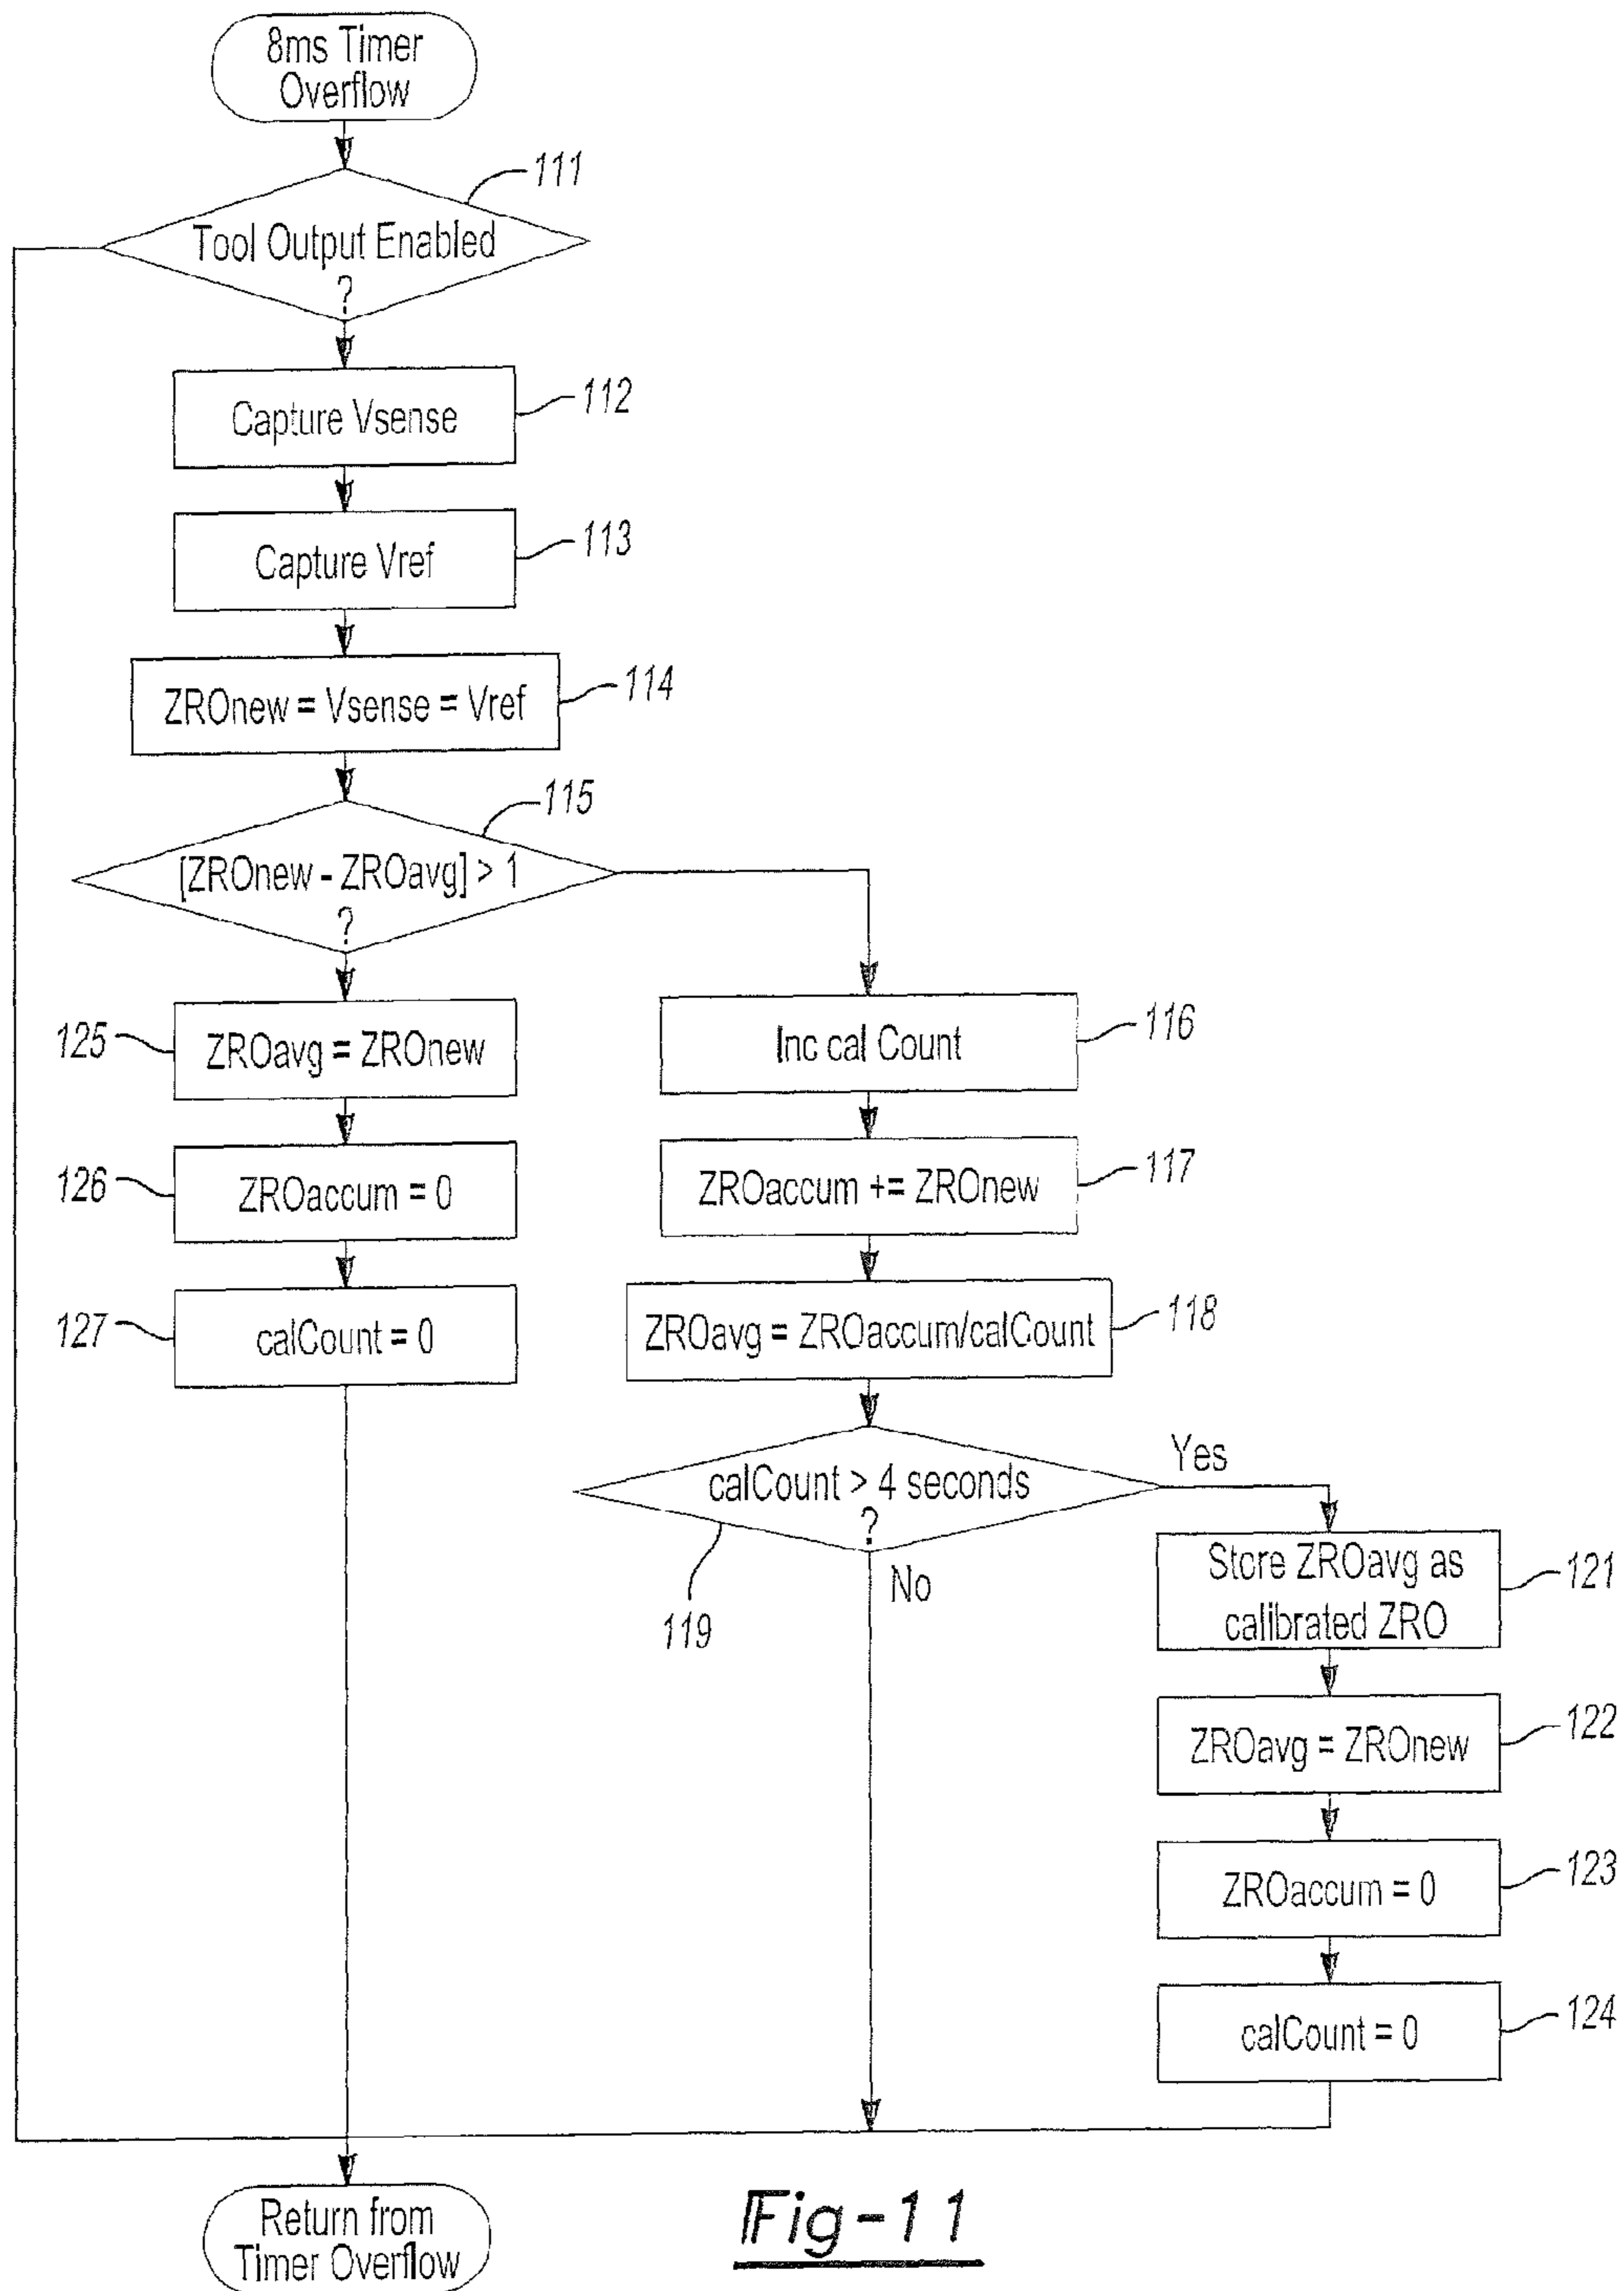 8ms Timer
Overflow
111
Tool Output Enabled
?
Capture Vsense
112
Capture Vref
113
ZROnew = Vsense = Vref
114
115
[ZROnew - ZROavg] > 1
?
125
ZROavg = ZROnew
126
ZROaccum = 0
127
calCount = 0
Inc cal Count
116
ZROaccum += ZROnew
117
ZROavg = ZROaccum/calCount
118
calCount > 4 seconds
?
Yes
No
119
Store ZROavg as
calibrated ZRO
121
ZROavg = ZROnew
122
ZROaccum = 0
123
calCount = 0
124
Return from
Timer Overflow
Fig-11